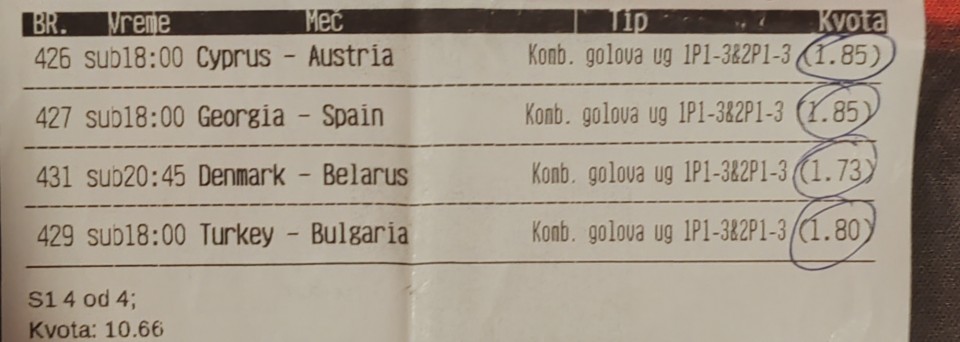 BR. Vreme Meč Tip Kvota
426 sub18:00 Cyprus - Austria Komb. golova ug 1P1-3&2P1-3 (1.85)
427 sub18:00 Georgia - Spain Komb. golova ug 1P1-3&2P1-3 (1.85)
431 sub20:45 Denmark - Belarus Komb. golova ug 1P1-3&2P1-3 (1.73)
429 sub18:00 Turkey - Bulgaria Komb. golova ug 1P1-3&2P1-3 (1.80)
S1 4 od 4;
Kvota: 10.66